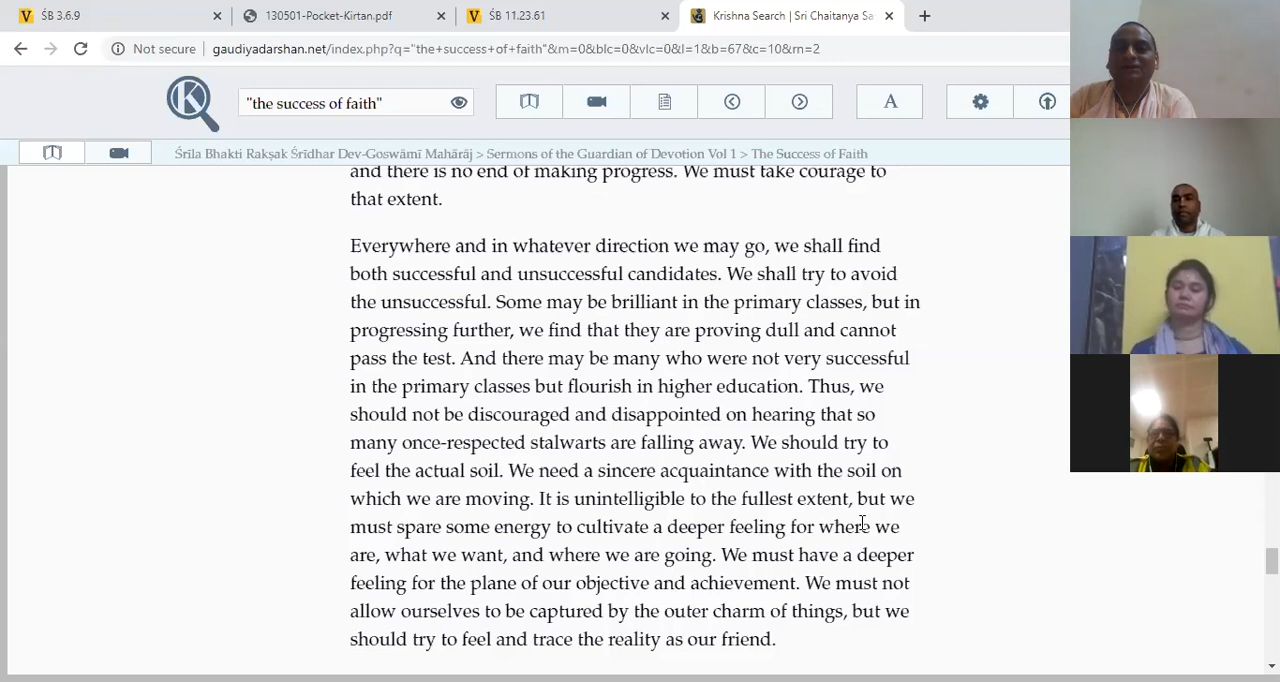 ŚB 3.6.9
130501-Pocket-Kirtan.pdf
ŚB 11.23.61
Krishna Search | Sri Chaitanya Sa
Not secure
gaudiyadarshan.net/index.php?q="the+success+of+faith"&m=0&blc=0&vlc=0&l=1&b=67&c=10&rn=2
K
"the success of faith"
A
Śrīla Bhakti Rakṣak Śrīdhar Dev-Goswāmī Mahārāj > Sermons of the Guardian of Devotion Vol 1 > The Success of Faith
and there is no end of making progress. We must take courage to
that extent.
Everywhere and in whatever direction we may go, we shall find
both successful and unsuccessful candidates. We shall try to avoid
the unsuccessful. Some may be brilliant in the primary classes, but in
progressing further, we find that they are proving dull and cannot
pass the test. And there may be many who were not very successful
in the primary classes but flourish in higher education. Thus, we
should not be discouraged and disappointed on hearing that so
many once-respected stalwarts are falling away. We should try to
feel the actual soil. We need a sincere acquaintance with the soil on
which we are moving. It is unintelligible to the fullest extent, but we
must spare some energy to cultivate a deeper feeling for where we
are, what we want, and where we are going. We must have a deeper
feeling for the plane of our objective and achievement. We must not
allow ourselves to be captured by the outer charm of things, but we
should try to feel and trace the reality as our friend.